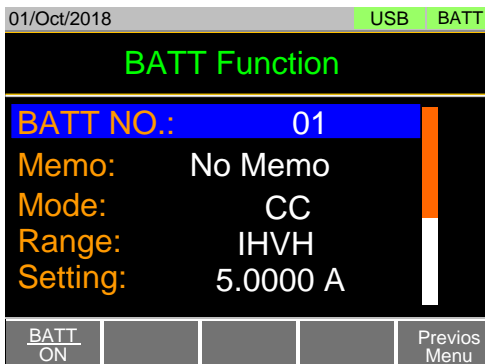 01/Oct/2018 USB BATT
BATT Function
BATT NO.: 01
Memo: No Memo
Mode: CC
Range: IHVH
Setting: 5.0000 A
BATT ON
Previos Menu